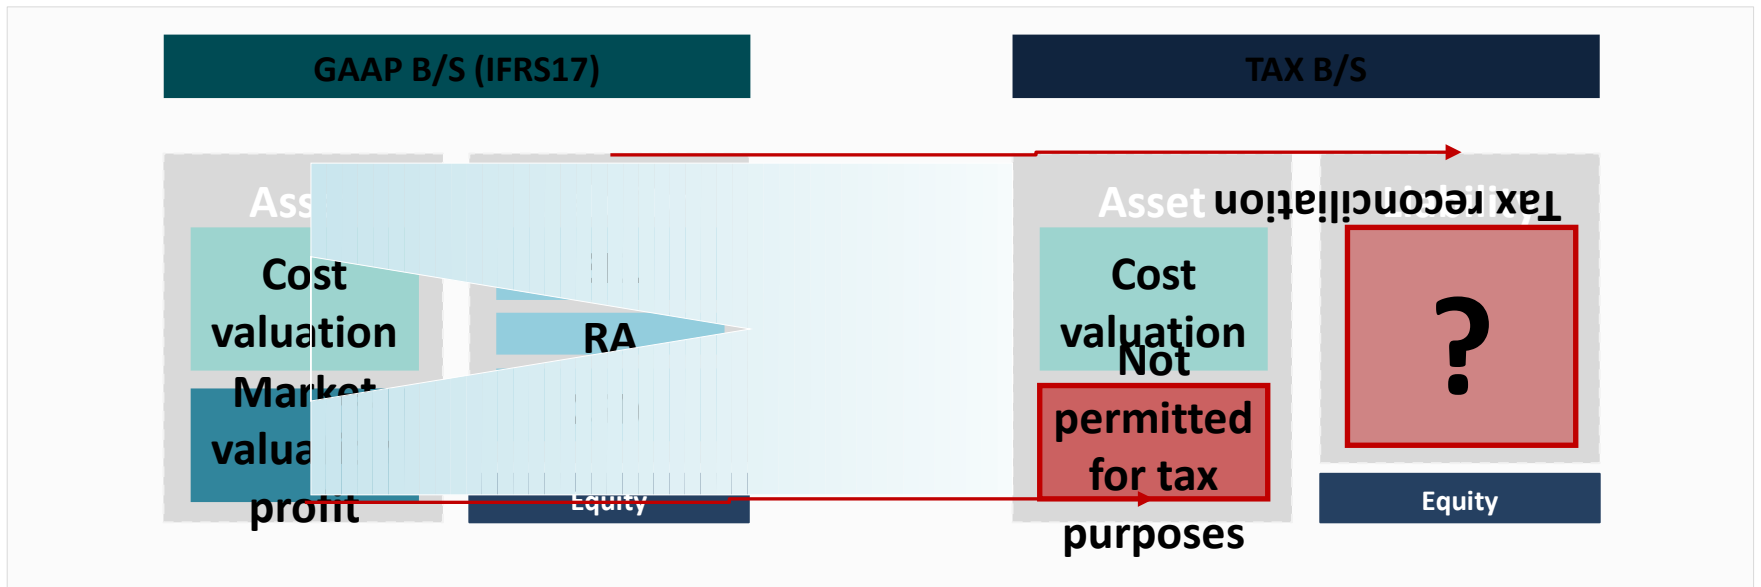 GAAP B/S (IFRS17)
TAX B/S
Ass
Cost
valuation
Market
valua
profit
RA
Equity
Asset
Cost
valuation
Not
permitted
for tax
purposes
Tax reconciliation
Liability
?
Equity